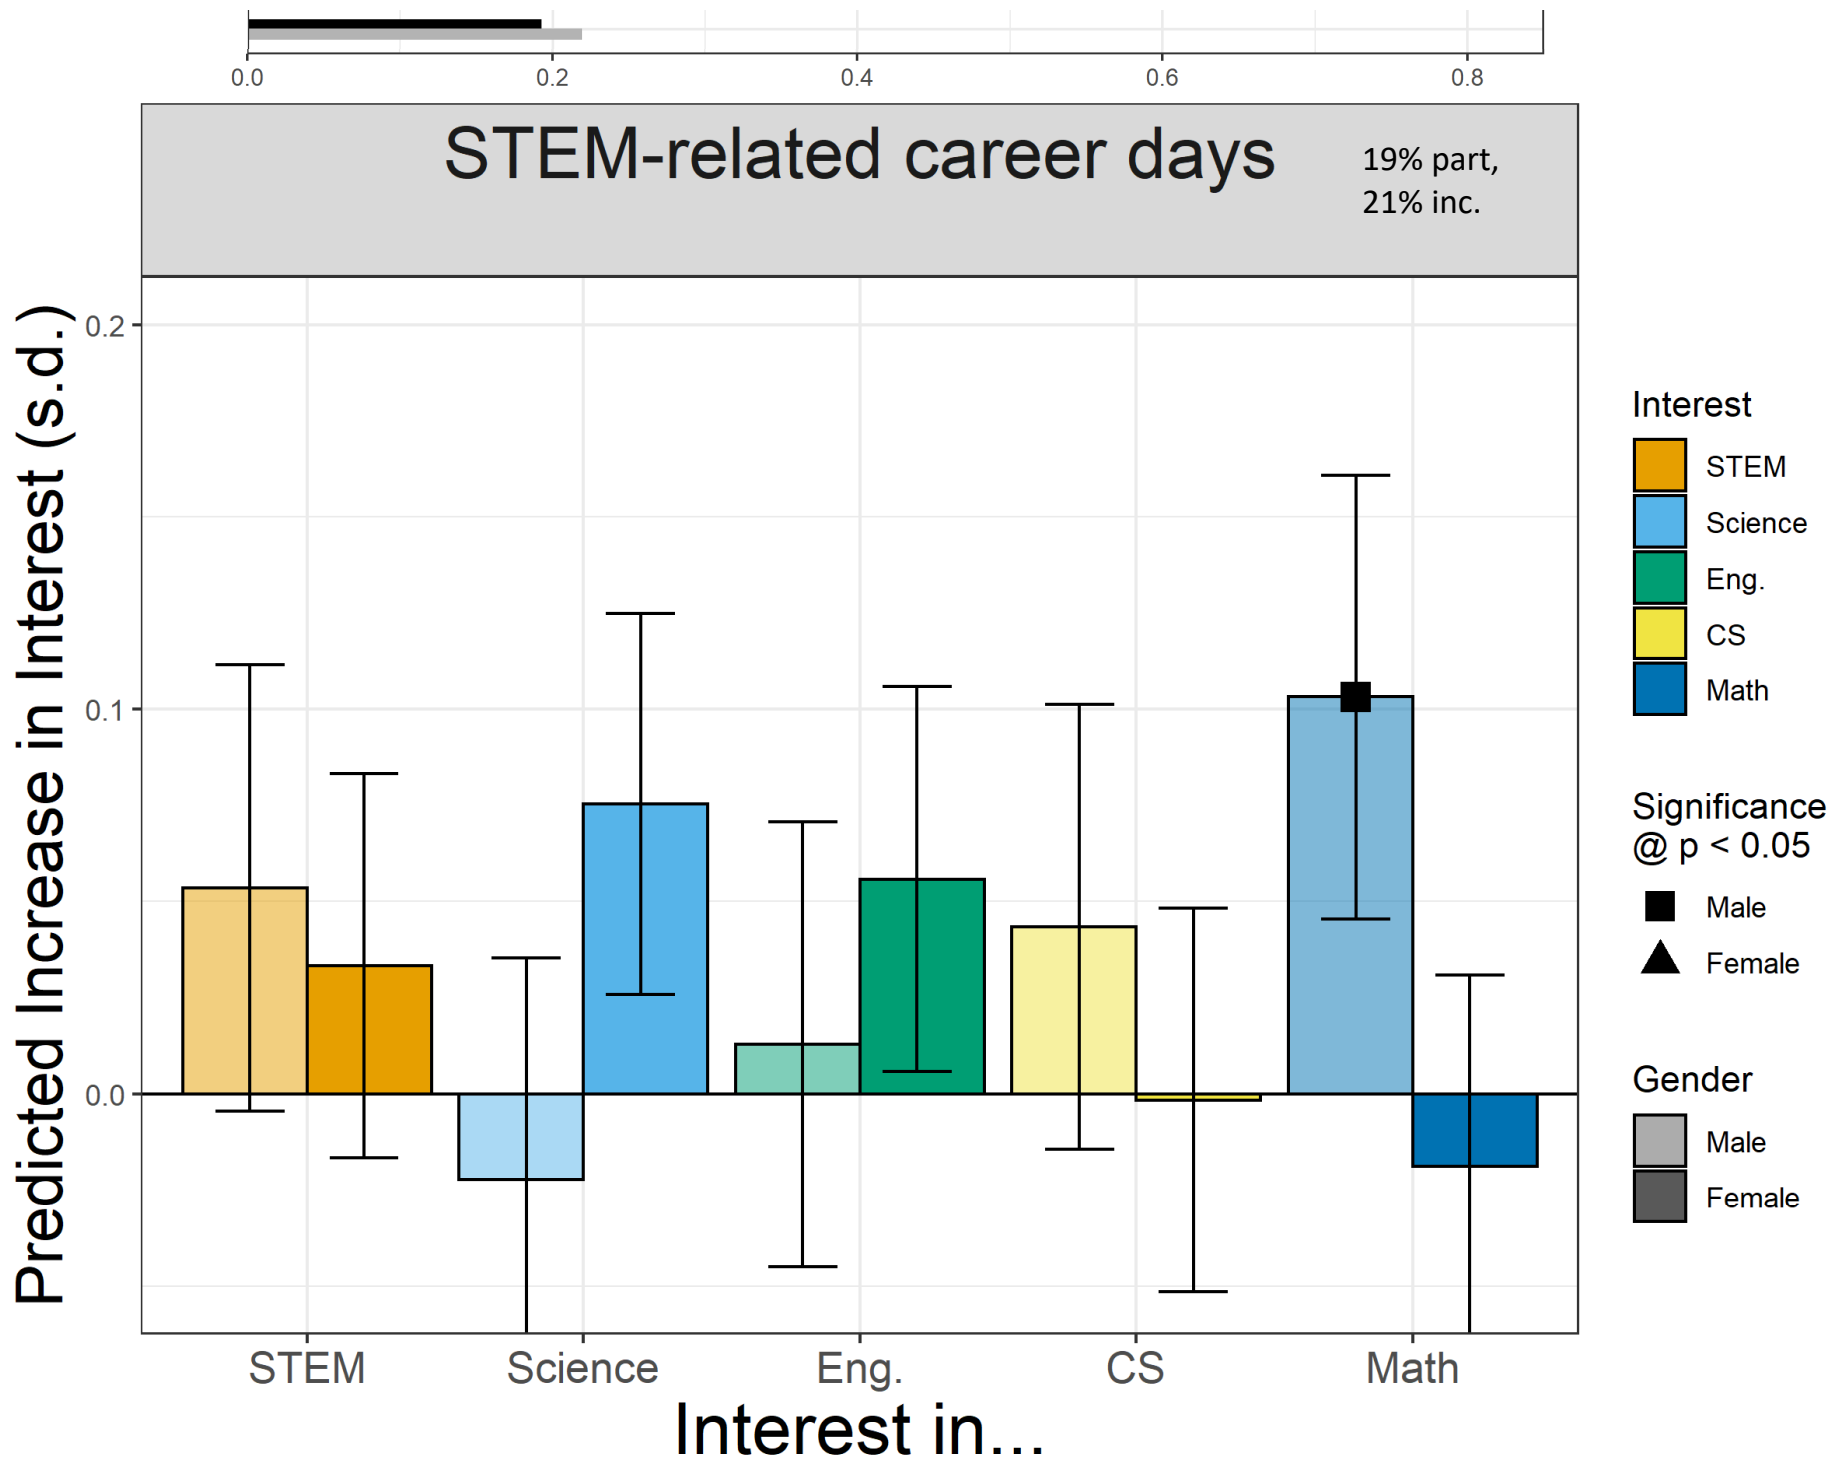 0.0 0.2 0.4 0.6 0.8
STEM-related career days
19% part,
21% inc.
Predicted Increase in Interest (s.d.)
0.2
0.1
0.0
STEM Science Eng. CS Math
Interest in...
Interest
STEM
Science
Eng.
CS
Math
Significance
@ p < 0.05
Male
Female
Gender
Male
Female